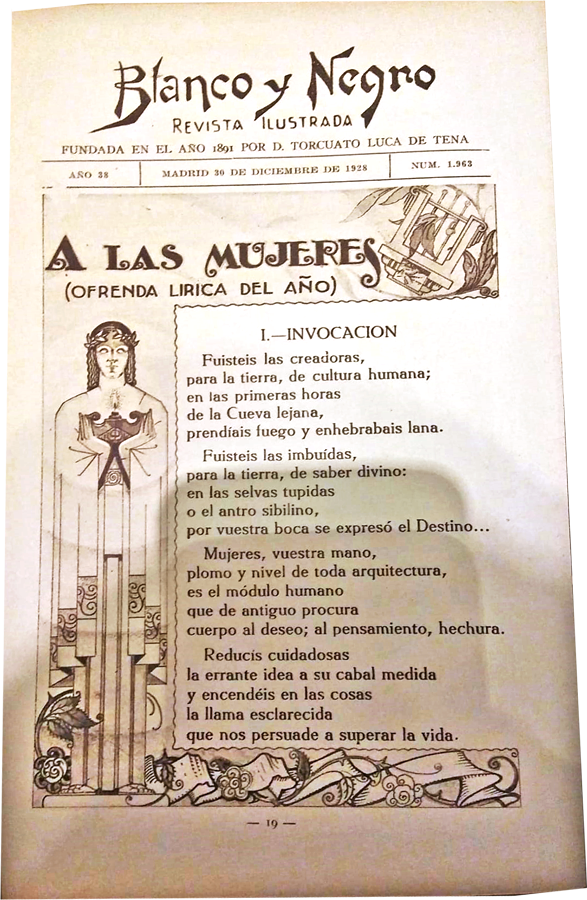 Blanco y Negro
REVISTA ILUSTRADA
FUNDADA EN EL AÑO 1891 POR D. TORCUATO LUCA DE TENA
AÑO 38
MADRID 30 DE DICIEMBRE DE 1928
NUM. 1.963
A LAS MUJERES
(OFRENDA LIRICA DEL AÑO)
I.—INVOCACION
Fuisteis las creadoras,
para la tierra, de cultura humana;
en las primeras horas
de la Cueva lejana,
prendíais fuego y enhebrabais lana.
Fuisteis las imbuídas,
para la tierra, de saber divino:
en las selvas tupidas
o el antro sibilino,
por vuestra boca se expresó el Destino...
Mujeres, vuestra mano,
plomo y nivel de toda arquitectura,
es el módulo humano
que de antiguo procura
cuerpo al deseo; al pensamiento, hechura.
Reducís cuidadosas
la errante idea a su cabal medida
y encendéis en las cosas
la llama esclarecida
que nos persuade a superar la vida.
— 19 —